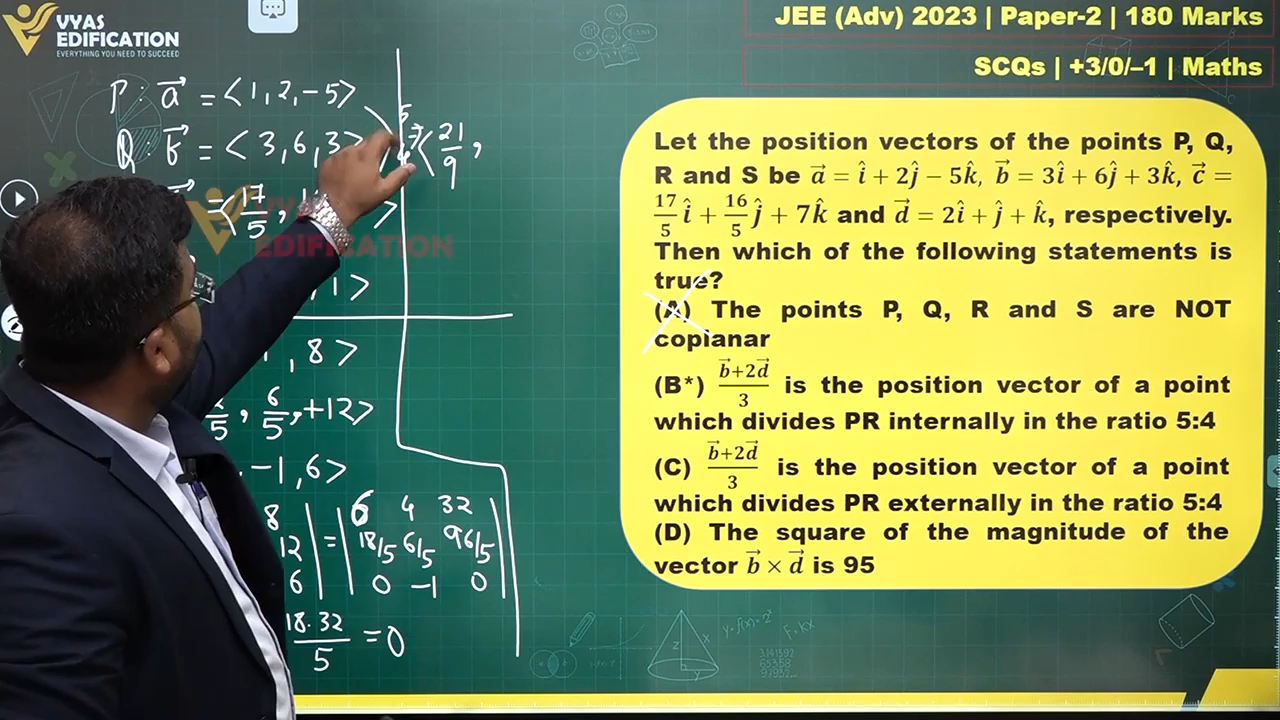 VYAS
EDIFICATION
EVERYTHING YOU NEED TO SUCCEED
JEE (Adv) 2023 | Paper-2 | 180 Marks
SCQs | +3/0/–1 | Maths
P : a⃗ = <1, 2, -5>
Q : b⃗ = <3, 6, 3>
= <17/5,
, 1>
, 8>
6/5, +12>
, -1, 6>
8 | = | 6 4 32 |
12 | 18/5 6/5 96/5 |
6 | 0 -1 0 |
18.32/5 = 0
<21/9,
EDIFICATION
Let the position vectors of the points P, Q,
R and S be a⃗ = î + 2ĵ − 5k̂, b⃗ = 3î + 6ĵ + 3k̂, c⃗ =
17/5 î + 16/5 ĵ + 7k̂ and d⃗ = 2î + ĵ + k̂, respectively.
Then which of the following statements is
true?
(A) The points P, Q, R and S are NOT
coplanar
(B*) (b⃗+2d⃗)/3 is the position vector of a point
which divides PR internally in the ratio 5:4
(C) (b⃗+2d⃗)/3 is the position vector of a point
which divides PR externally in the ratio 5:4
(D) The square of the magnitude of the
vector b⃗ × d⃗ is 95